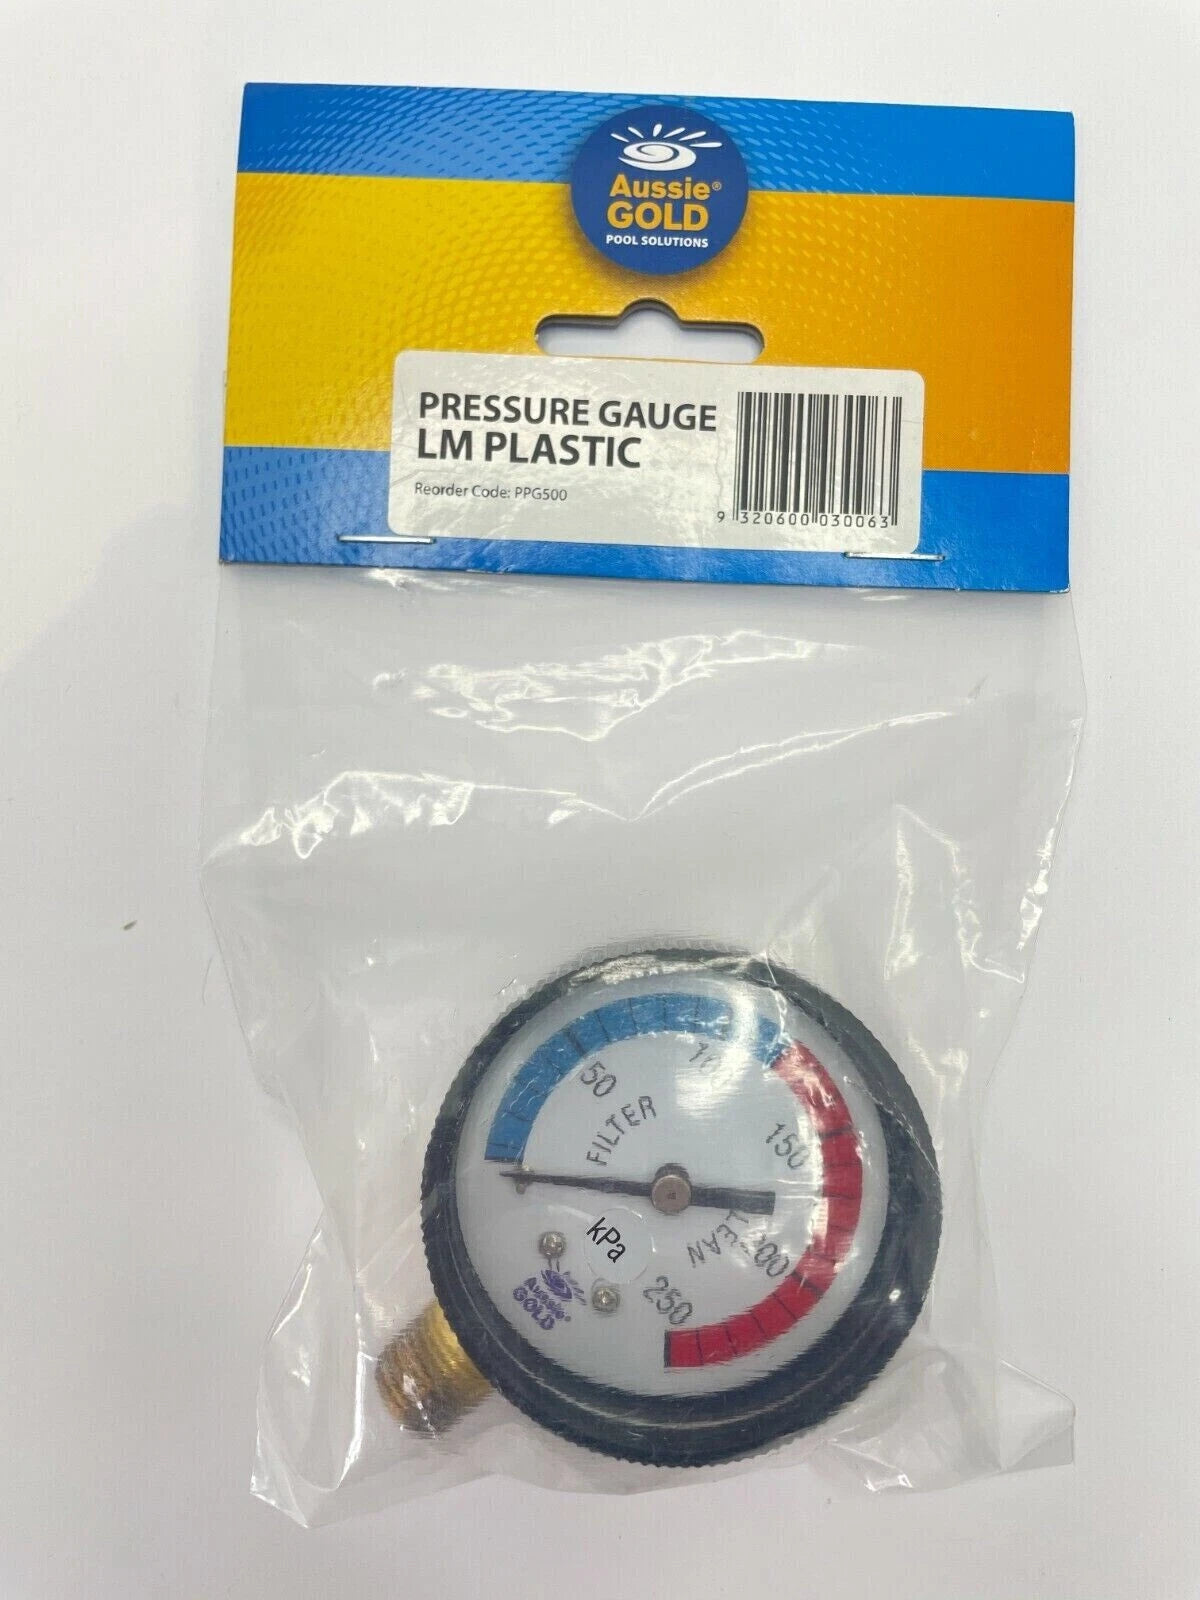 Aussie®
GOLD
POOL SOLUTIONS
PRESSURE GAUGE
LM PLASTIC
Reorder Code: PPG500
9 320600 030063
50
150
200
250
FILTER
kPa
Aussie®
GOLD